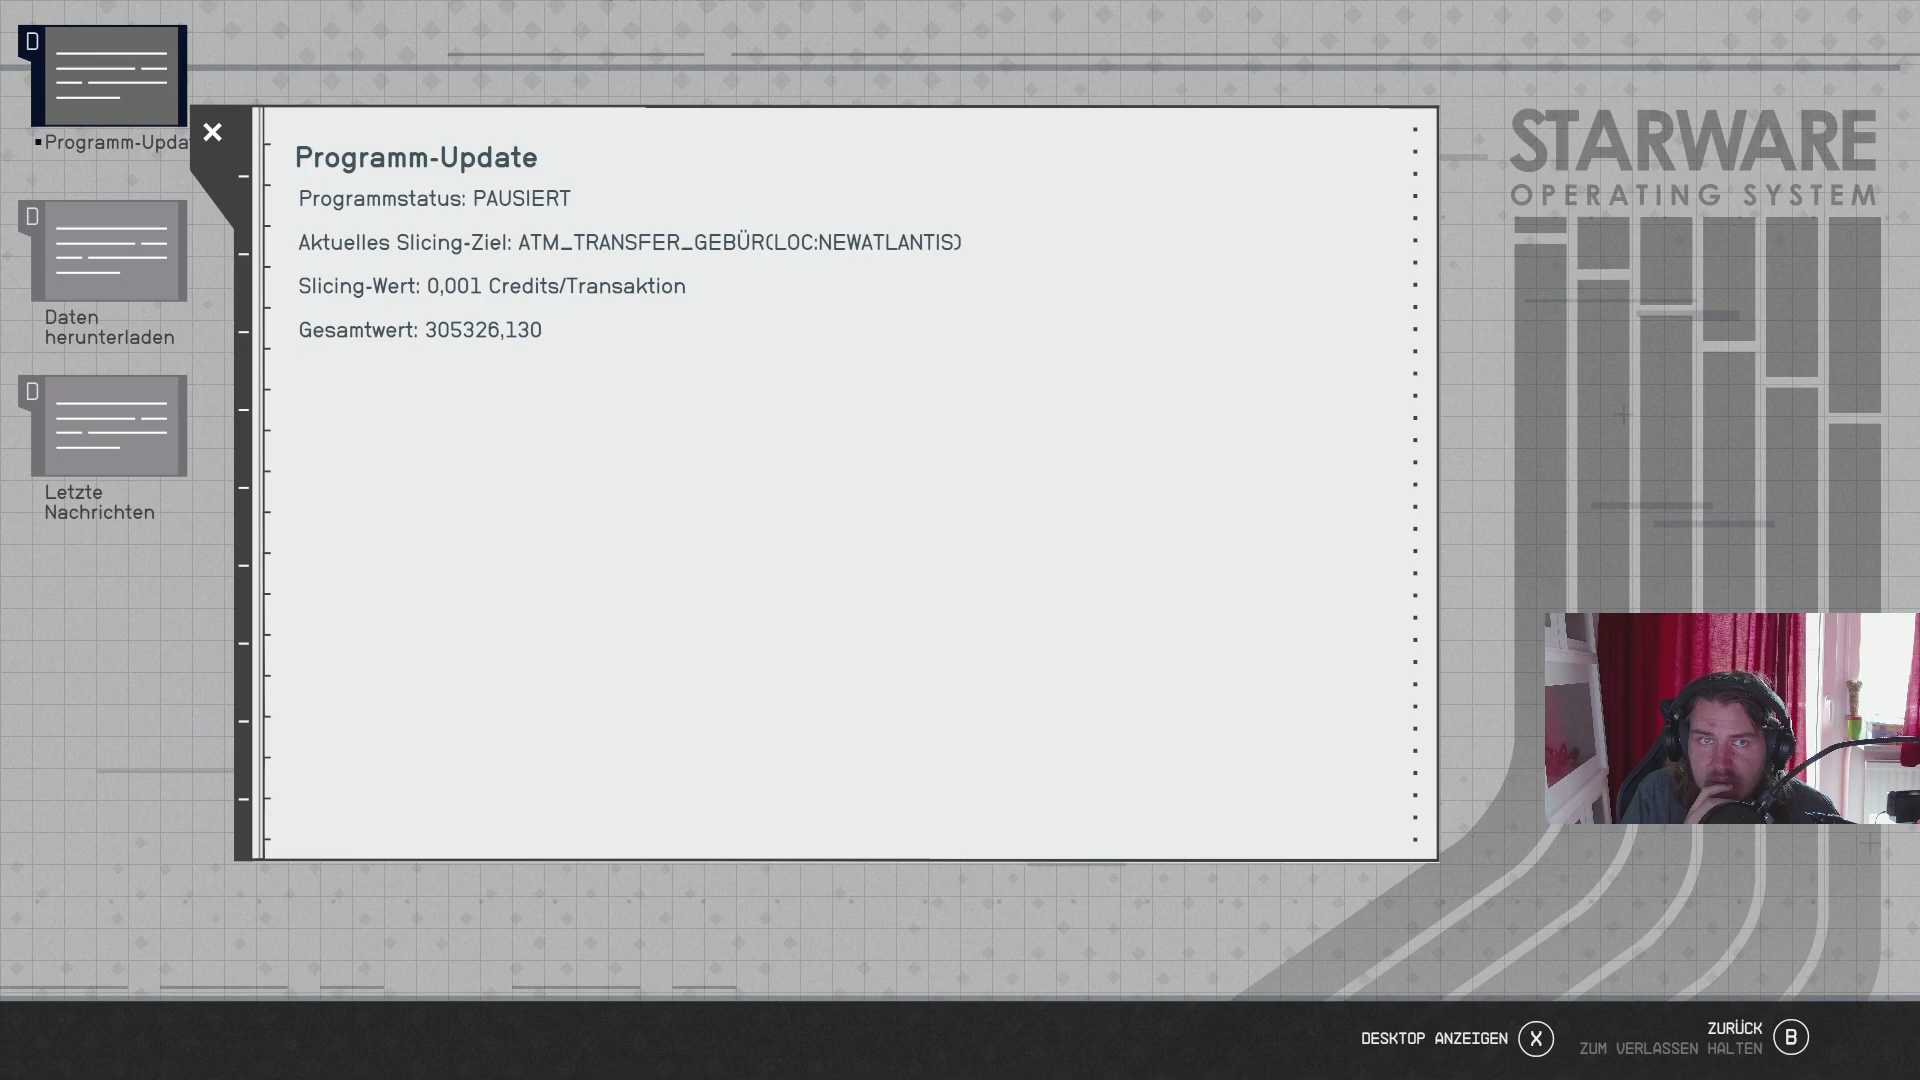 D
Programm-Updat
D
Daten
herunterladen
D
Letzte
Nachrichten
Programm-Update
Programmstatus: PAUSIERT
Aktuelles Slicing-Ziel: ATM_TRANSFER_GEBÜR(LOC:NEWATLANTIS)
Slicing-Wert: 0,001 Credits/Transaktion
Gesamtwert: 305326,130
STARWARE
OPERATING SYSTEM
DESKTOP ANZEIGEN X
ZURÜCK B
ZUM VERLASSEN HALTEN